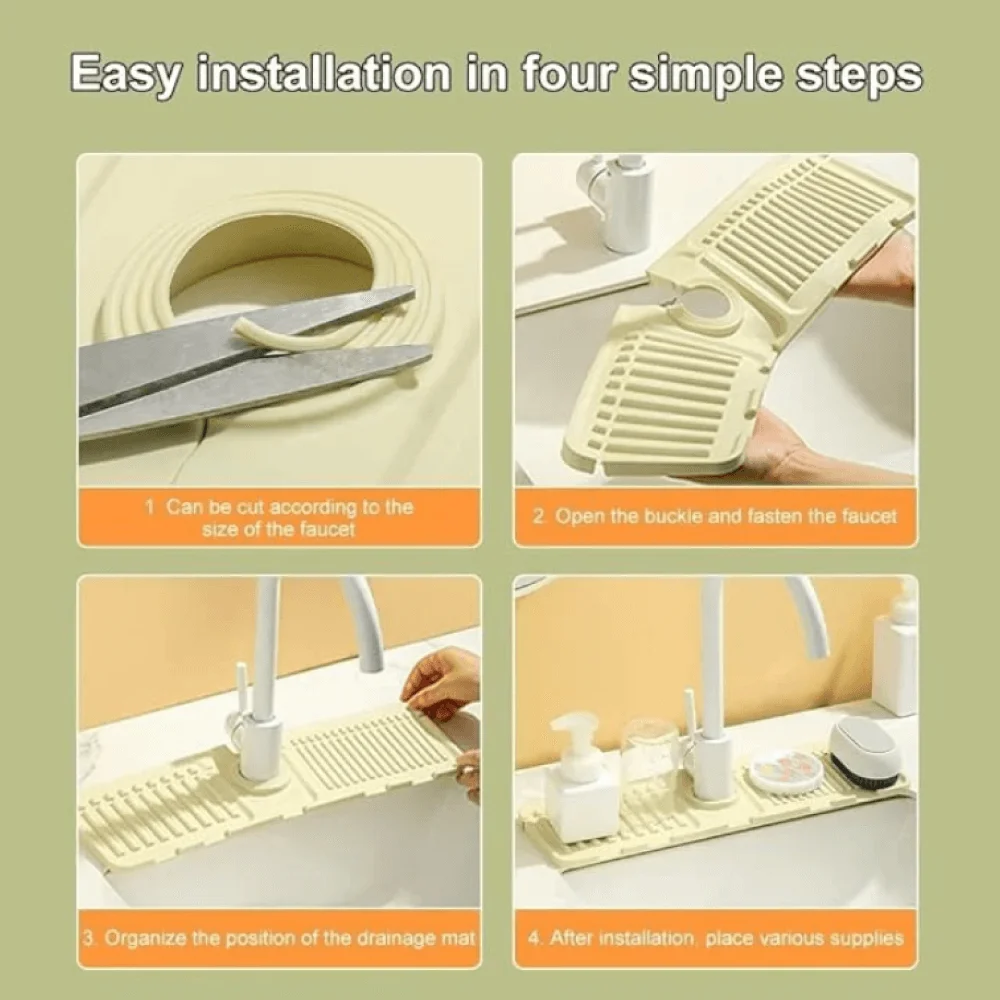 Easy installation in four simple steps
1 Can be cut according to the
size of the faucet
2. Open the buckle and fasten the faucet
3. Organize the position of the drainage mat
4. After installation, place various supplies